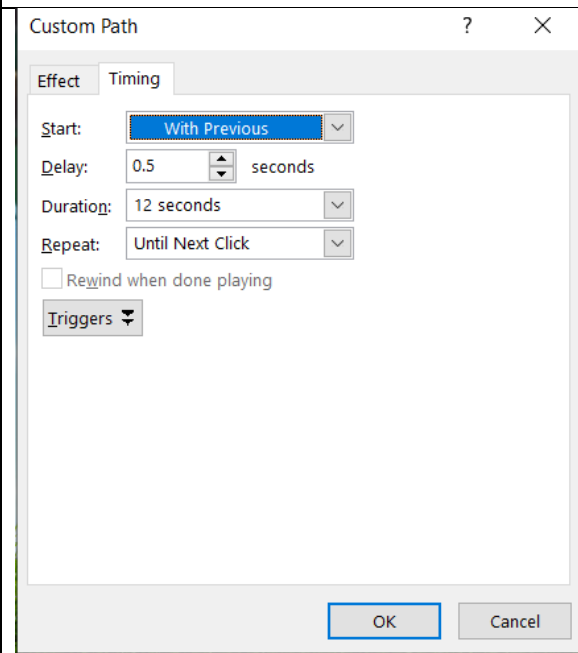 Custom Path ?
Effect Timing
Start: With Previous
Delay: 0.5 seconds
Duration: 12 seconds
Repeat: Until Next Click
Rewind when done playing
Triggers
OK Cancel